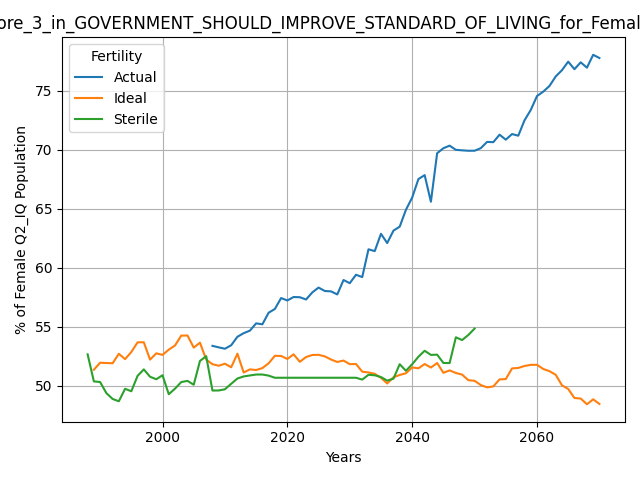 ore_3_in_GOVERNMENT_SHOULD_IMPROVE_STANDARD_OF_LIVING_for_Femal
Fertility
Actual
Ideal
Sterile
% of Female Q2_IQ Population
75
70
65
60
55
50
2000
2020
2040
2060
Years